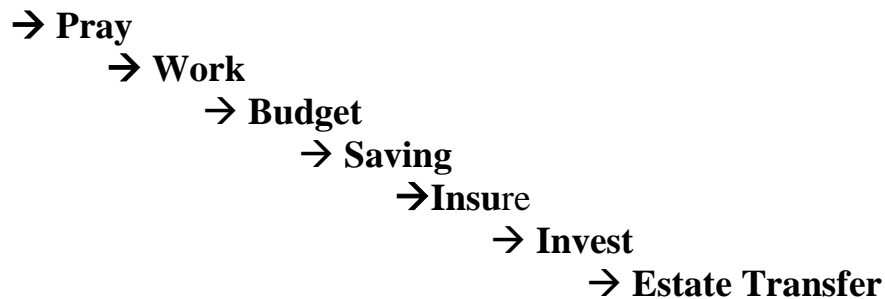 → Pray
→ Work
→ Budget
→ Saving
→Insure
→ Invest
→ Estate Transfer